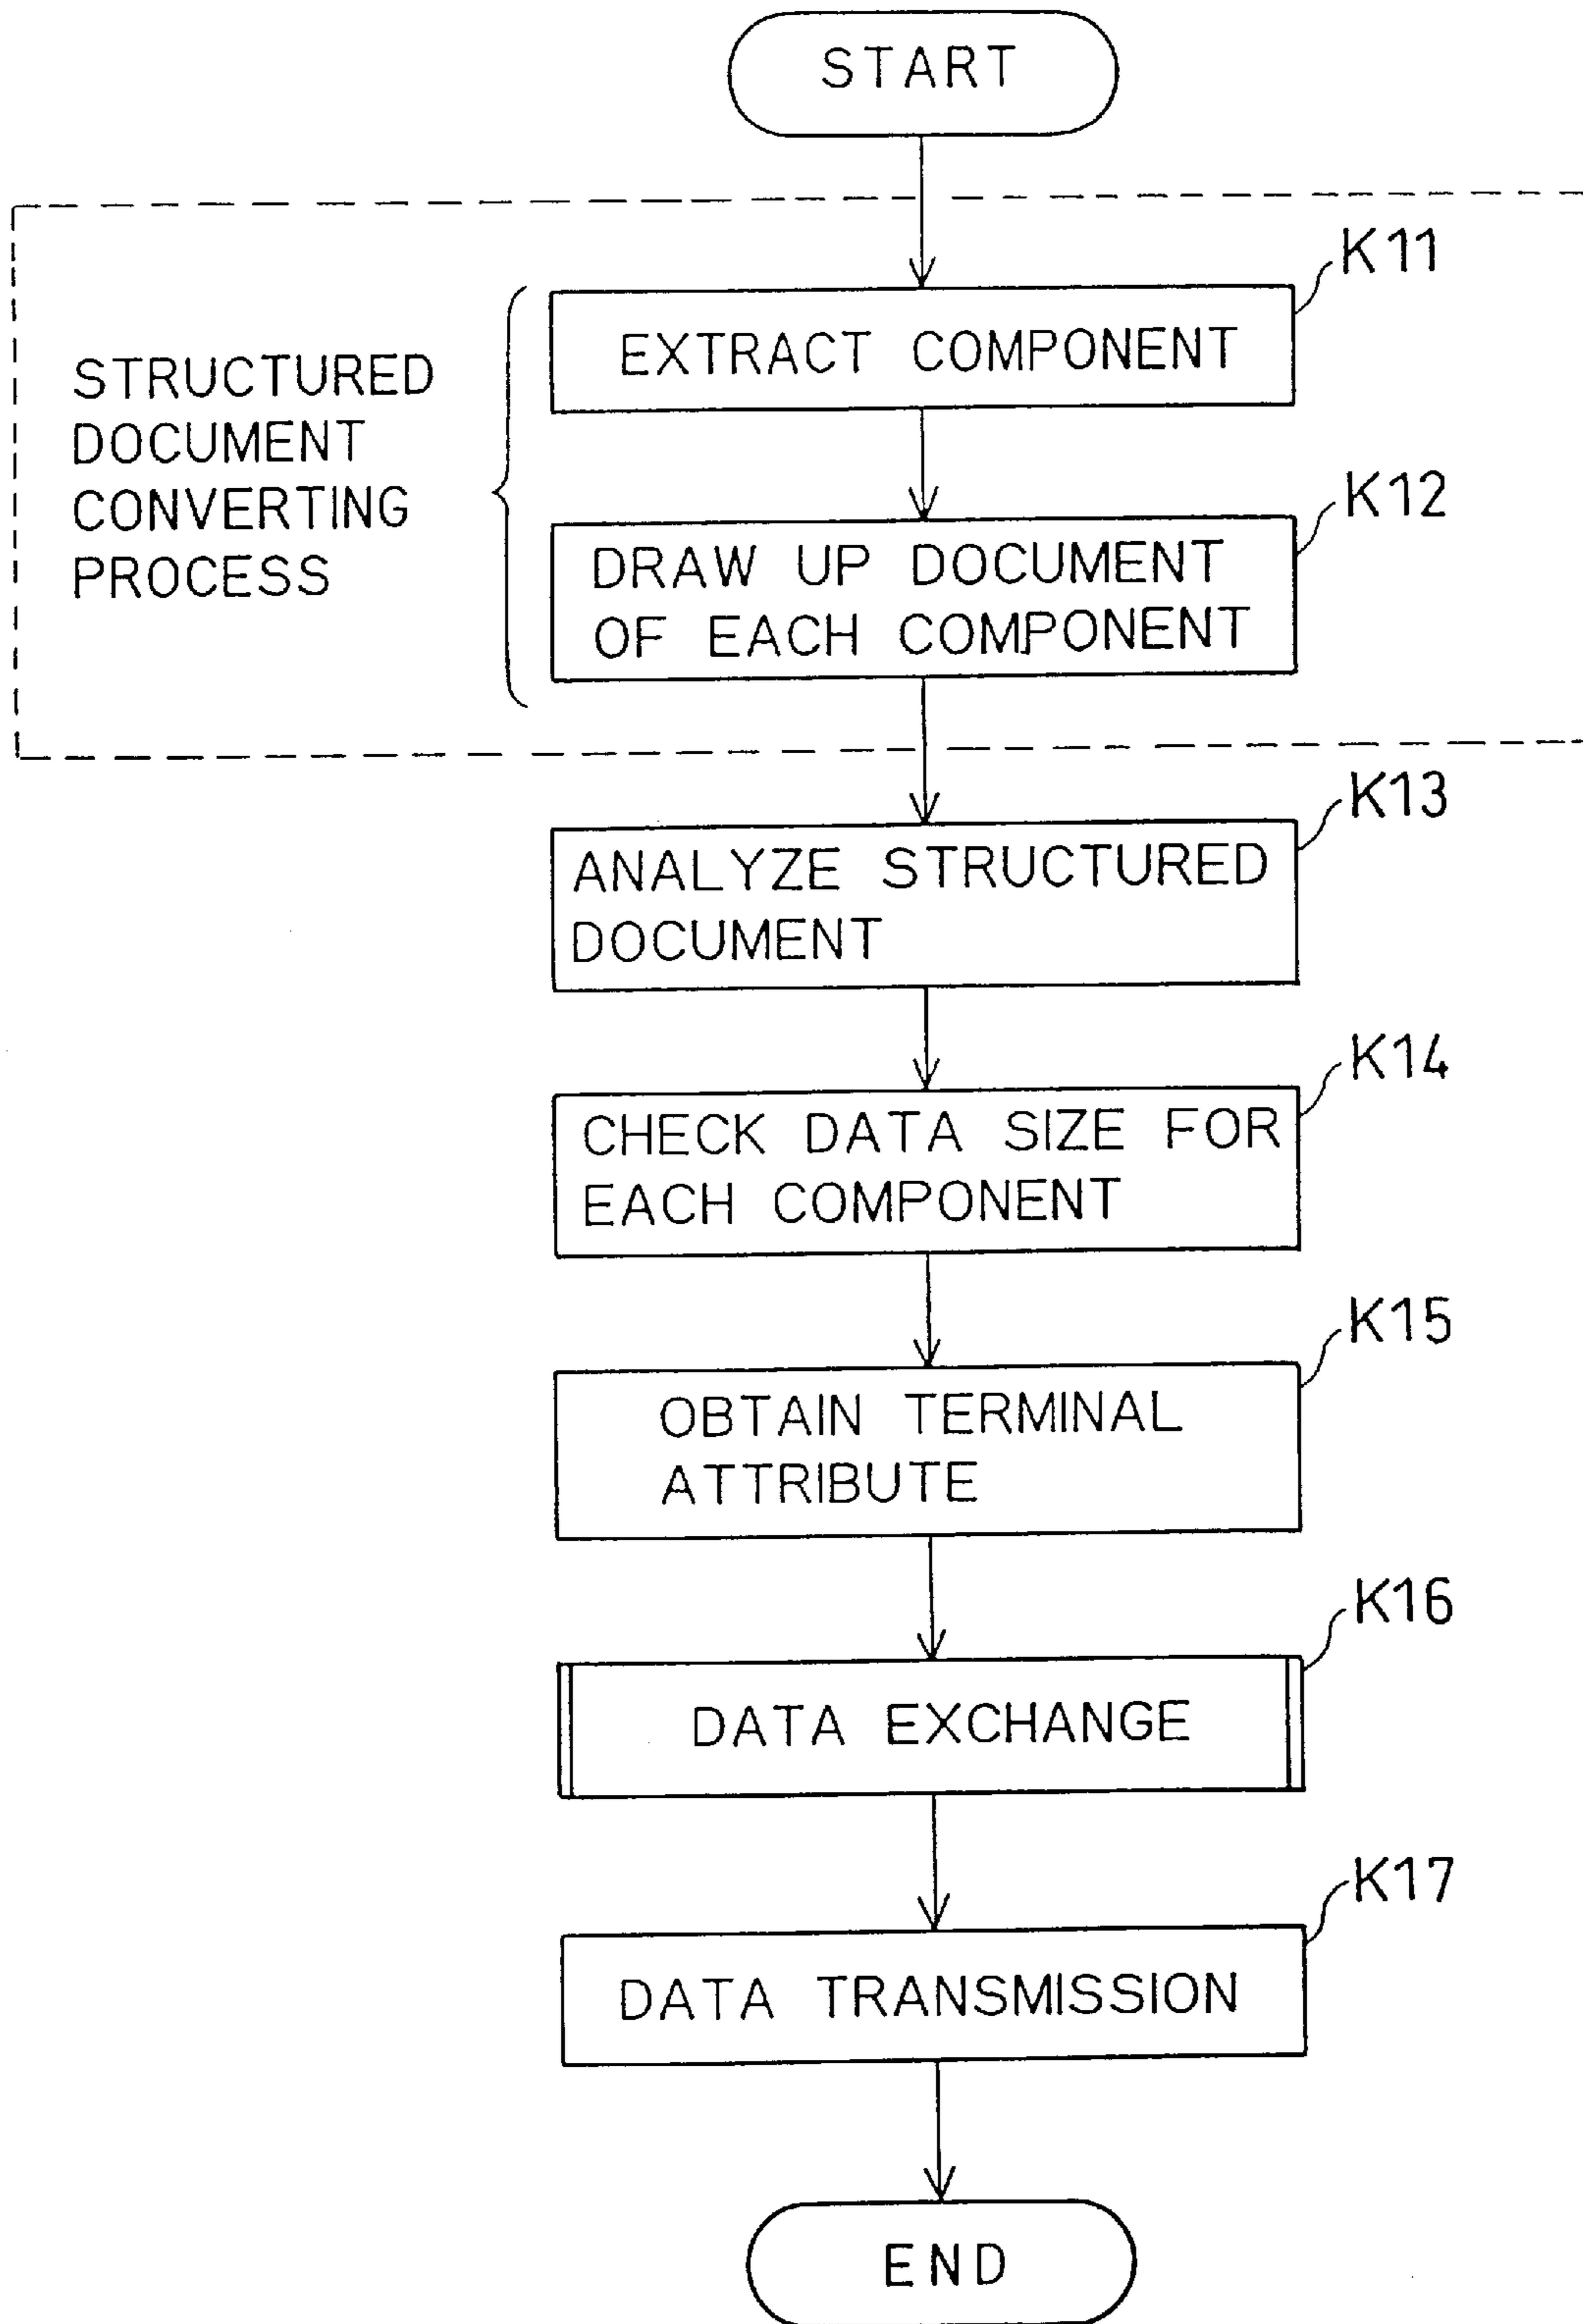 START
K11
EXTRACT COMPONENT
STRUCTURED
DOCUMENT
CONVERTING
PROCESS
K12
DRAW UP DOCUMENT
OF EACH COMPONENT
K13
ANALYZE STRUCTURED
DOCUMENT
K14
CHECK DATA SIZE FOR
EACH COMPONENT
K15
OBTAIN TERMINAL
ATTRIBUTE
K16
DATA EXCHANGE
K17
DATA TRANSMISSION
END